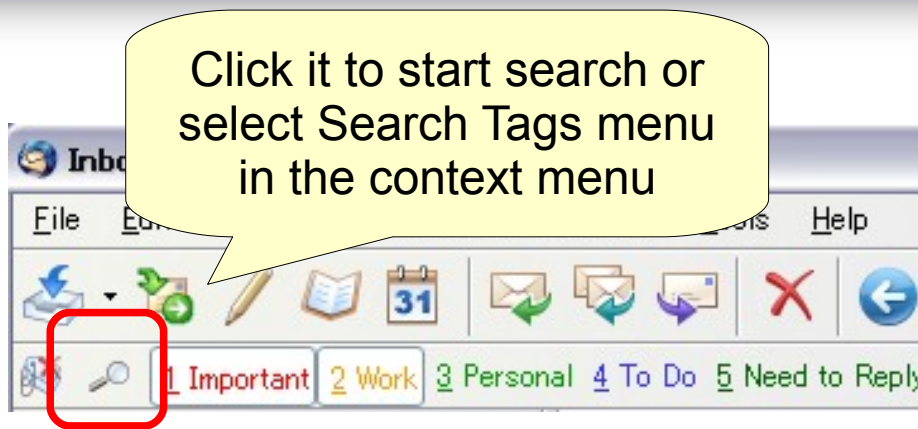 Click it to start search or
select Search Tags menu
in the context menu
File Help
31
1 Important 2 Work 3 Personal 4 To Do 5 Need to Reply